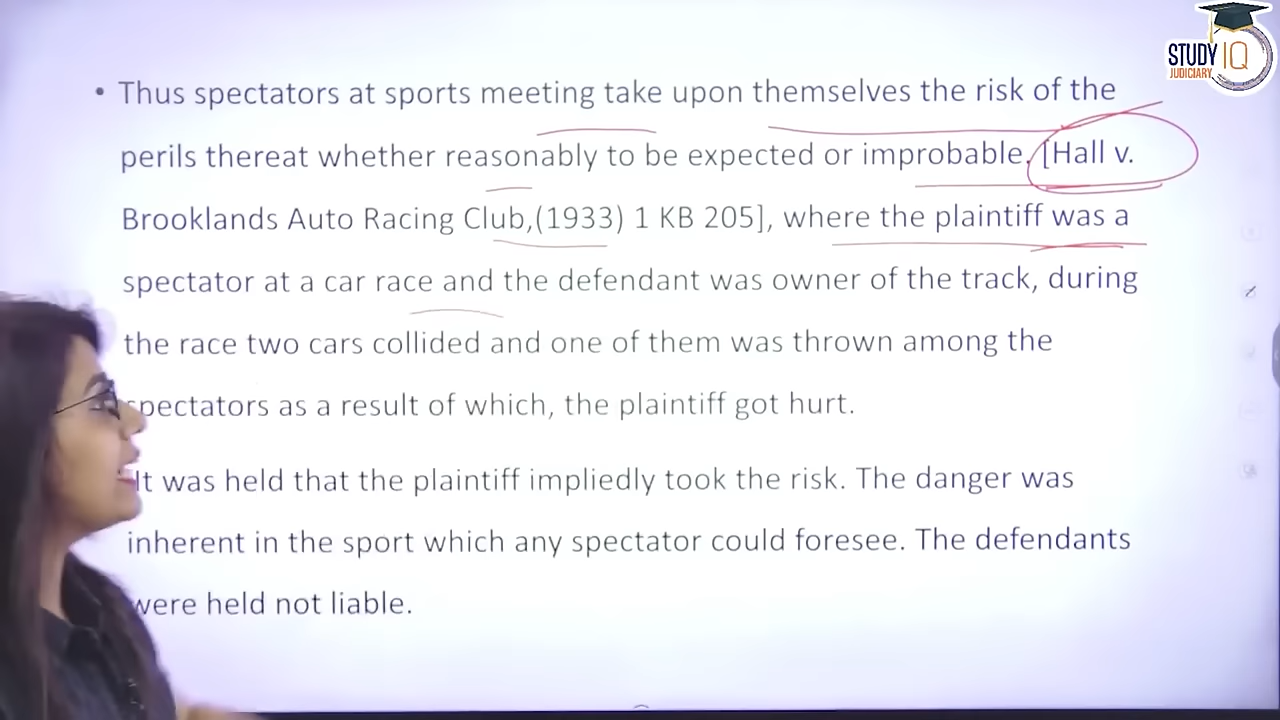 STUDY IQ
JUDICIARY
• Thus spectators at sports meeting take upon themselves the risk of the
perils thereat whether reasonably to be expected or improbable. [Hall v.
Brooklands Auto Racing Club,(1933) 1 KB 205], where the plaintiff was a
spectator at a car race and the defendant was owner of the track, during
the race two cars collided and one of them was thrown among the
spectators as a result of which, the plaintiff got hurt.
It was held that the plaintiff impliedly took the risk. The danger was
inherent in the sport which any spectator could foresee. The defendants
were held not liable.